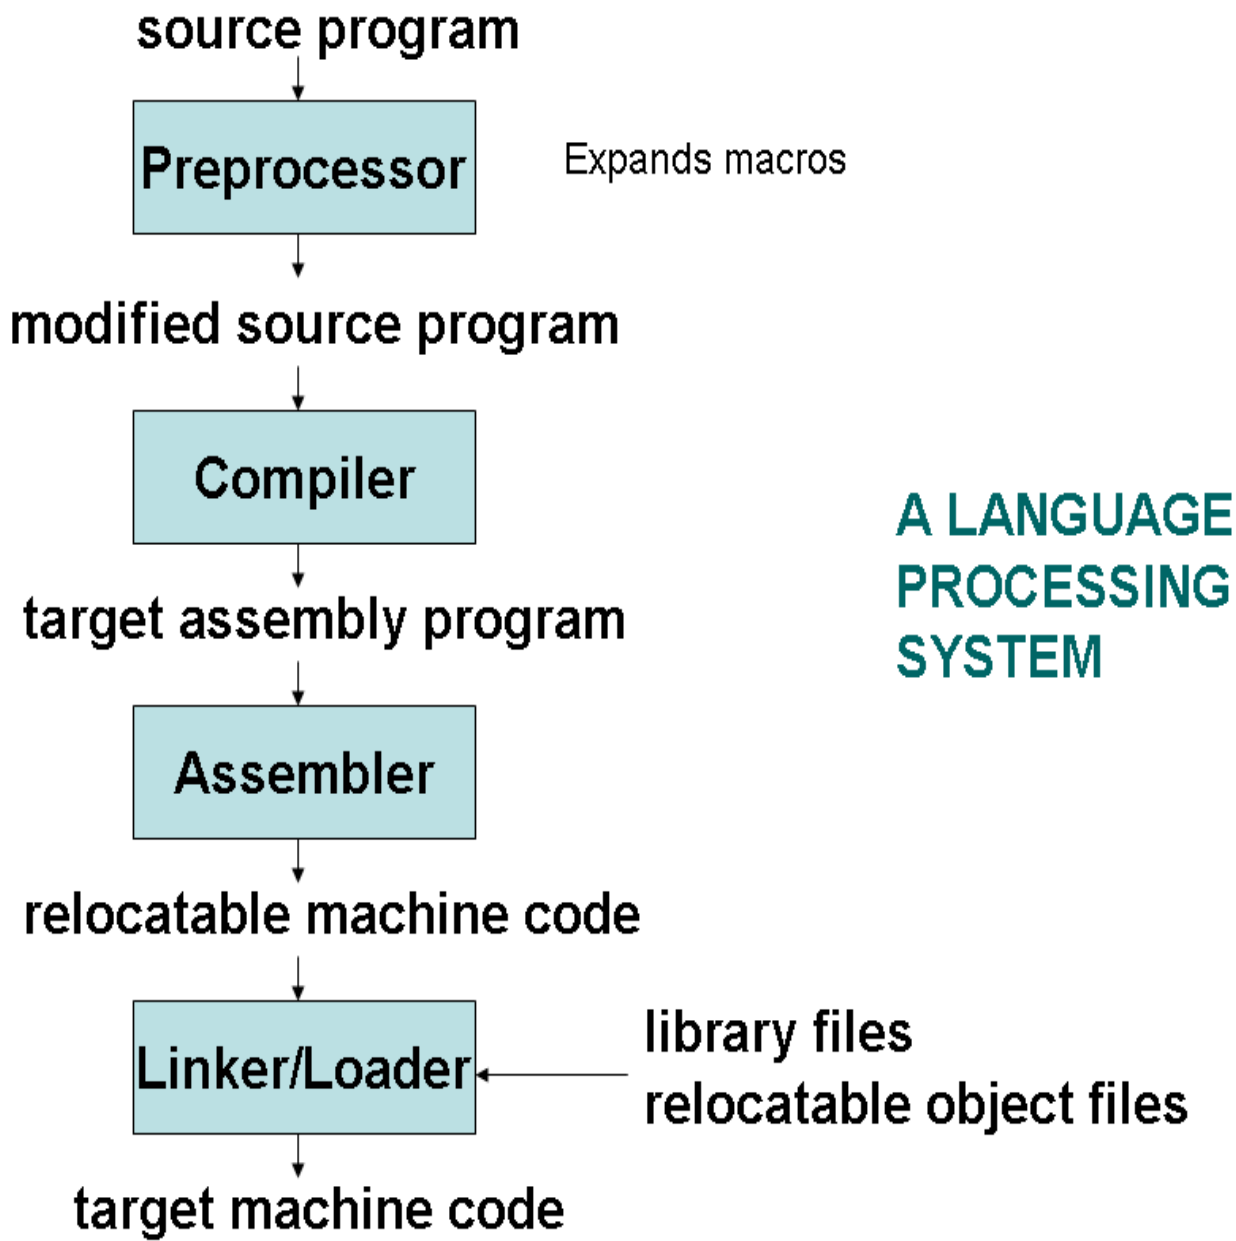 source program
Preprocessor
Expands macros
modified source program
Compiler
target assembly program
Assembler
relocatable machine code
Linker/Loader
library files
relocatable object files
target machine code
A LANGUAGE
PROCESSING
SYSTEM